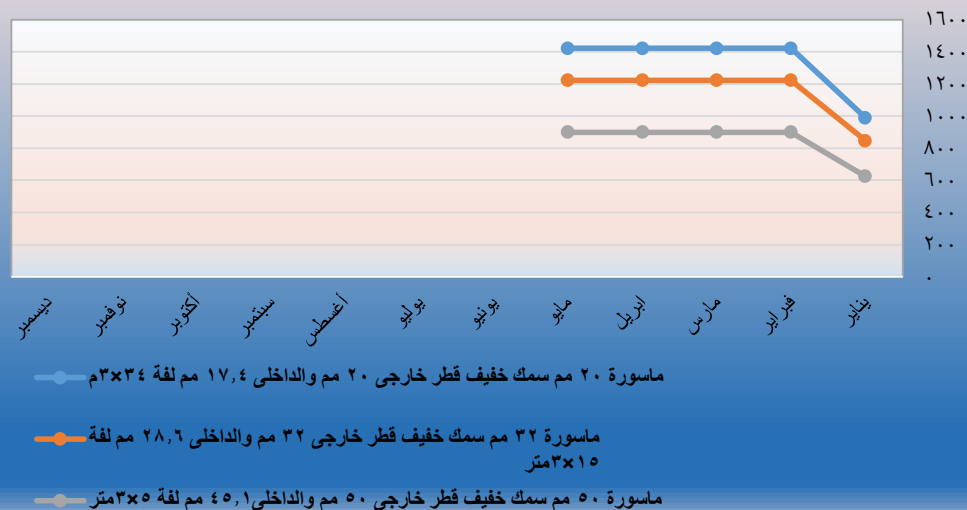 ١٦٠٠
١٤٠٠
١٢٠٠
١٠٠٠
٨٠٠
٦٠٠
٤٠٠
٢٠٠
٠
يناير
فبراير
مارس
ابريل
مايو
يونيو
يوليو
أغسطس
سبتمبر
أكتوبر
نوفمبر
ديسمبر
ماسورة ٢٠ مم سمك خفيف قطر خارجى ٢٠ مم والداخلى ١٧,٤ مم لفة ٣٤×٣م
ماسورة ٣٢ مم سمك خفيف قطر خارجى ٣٢ مم والداخلى ٢٨,٦ مم لفة
١٥×٣متر
ماسورة ٥٠ مم سمك خفيف قطر خارجى ٥٠ مم والداخلى٤٥,١ مم لفة ٥×٣متر